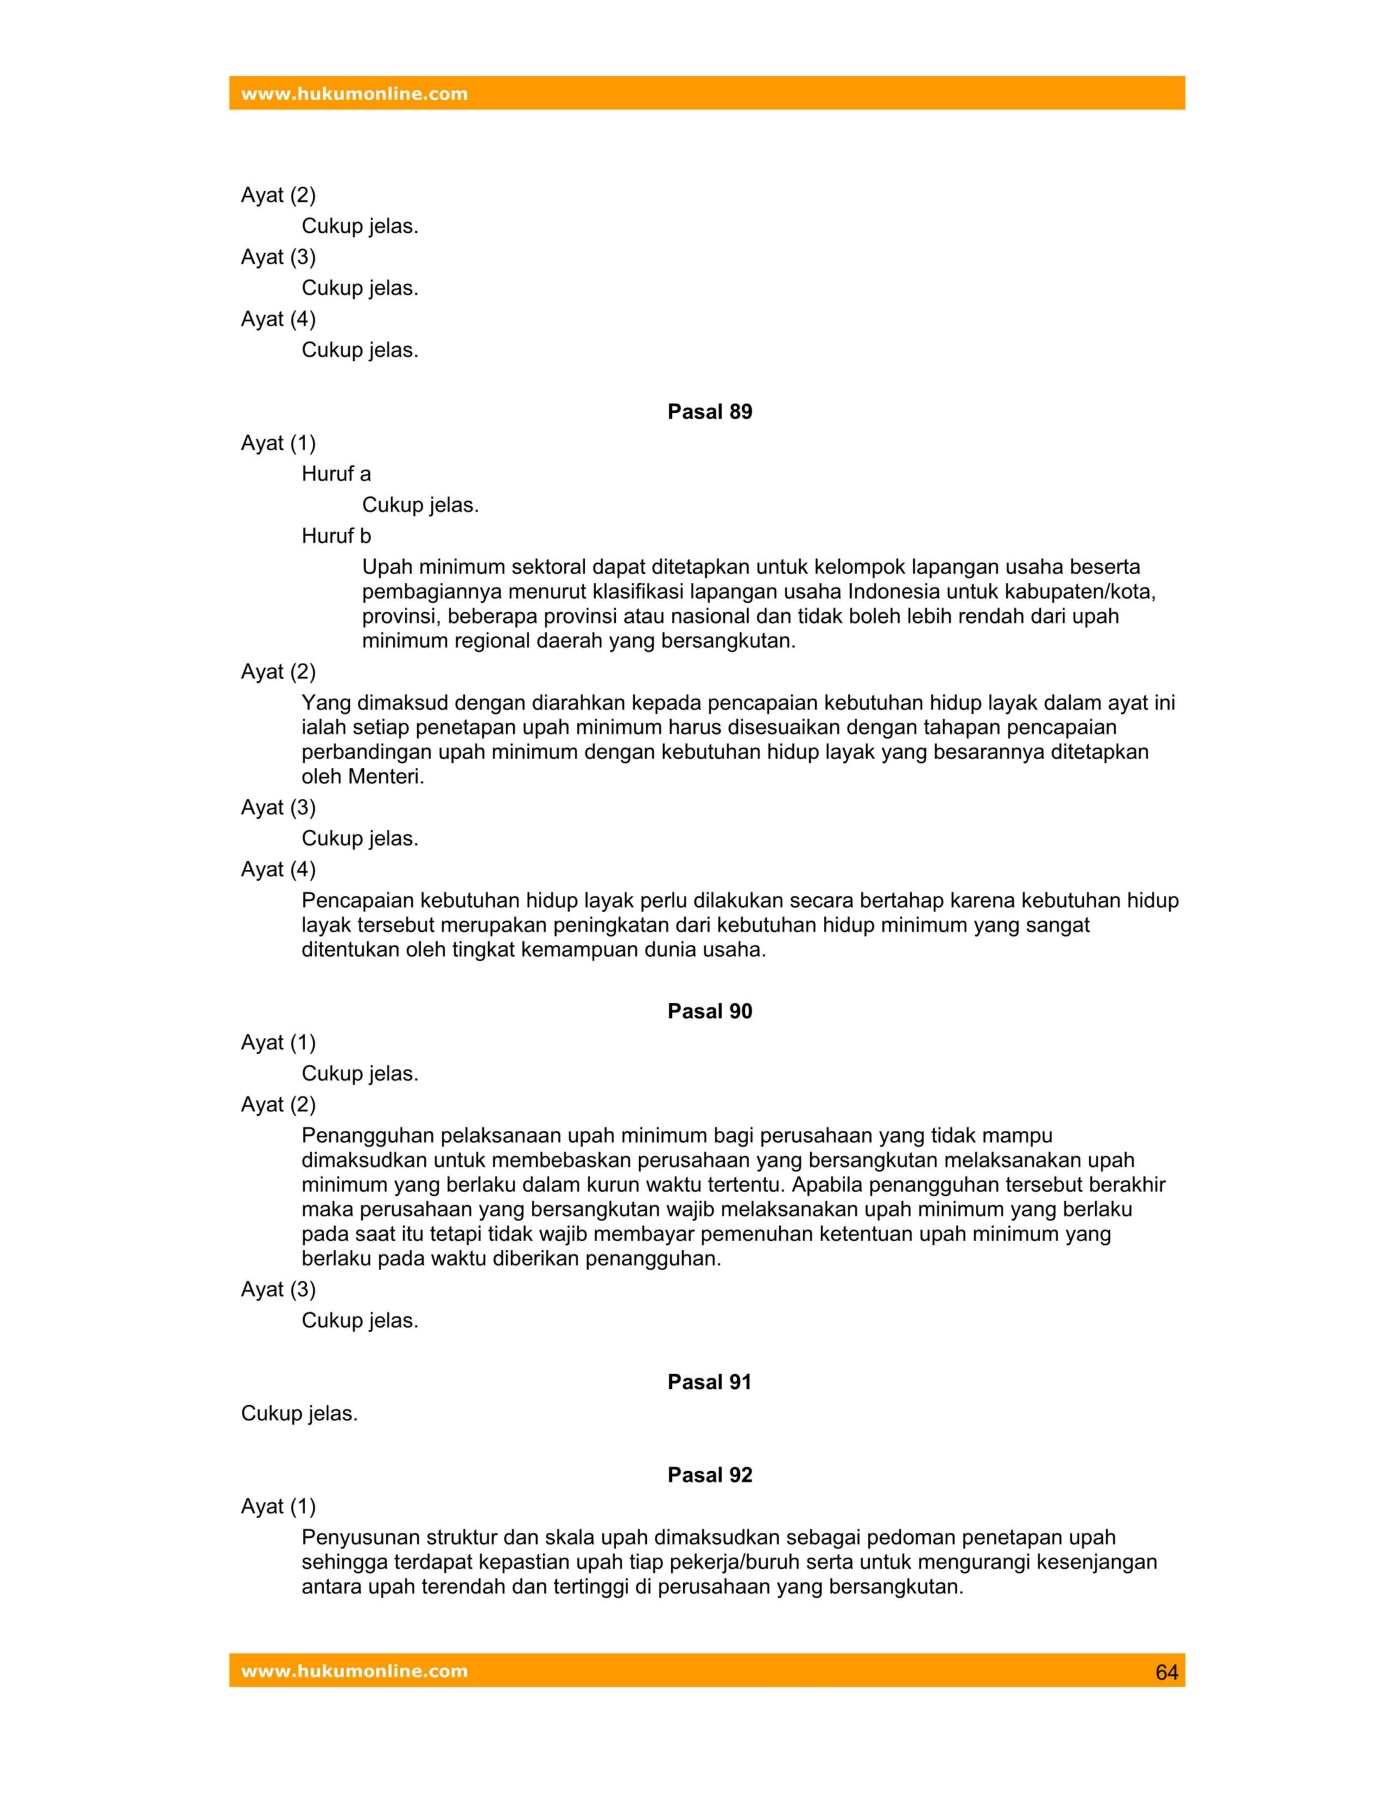 www.hukumonline.com
Ayat (2)
Cukup jelas.
Ayat (3)
Cukup jelas.
Ayat (4)
Cukup jelas.
Pasal 89
Ayat (1)
Huruf a
Cukup jelas.
Huruf b
Upah minimum sektoral dapat ditetapkan untuk kelompok lapangan usaha beserta
pembagiannya menurut klasifikasi lapangan usaha Indonesia untuk kabupaten/kota,
provinsi, beberapa provinsi atau nasional dan tidak boleh lebih rendah dari upah
minimum regional daerah yang bersangkutan.
Ayat (2)
Yang dimaksud dengan diarahkan kepada pencapaian kebutuhan hidup layak dalam ayat ini
ialah setiap penetapan upah minimum harus disesuaikan dengan tahapan pencapaian
perbandingan upah minimum dengan kebutuhan hidup layak yang besarannya ditetapkan
oleh Menteri.
Ayat (3)
Cukup jelas.
Ayat (4)
Pencapaian kebutuhan hidup layak perlu dilakukan secara bertahap karena kebutuhan hidup
layak tersebut merupakan peningkatan dari kebutuhan hidup minimum yang sangat
ditentukan oleh tingkat kemampuan dunia usaha.
Pasal 90
Ayat (1)
Cukup jelas.
Ayat (2)
Penangguhan pelaksanaan upah minimum bagi perusahaan yang tidak mampu
dimaksudkan untuk membebaskan perusahaan yang bersangkutan melaksanakan upah
minimum yang berlaku dalam kurun waktu tertentu. Apabila penangguhan tersebut berakhir
maka perusahaan yang bersangkutan wajib melaksanakan upah minimum yang berlaku
pada saat itu tetapi tidak wajib membayar pemenuhan ketentuan upah minimum yang
berlaku pada waktu diberikan penangguhan.
Ayat (3)
Cukup jelas.
Pasal 91
Cukup jelas.
Pasal 92
Ayat (1)
Penyusunan struktur dan skala upah dimaksudkan sebagai pedoman penetapan upah
sehingga terdapat kepastian upah tiap pekerja/buruh serta untuk mengurangi kesenjangan
antara upah terendah dan tertinggi di perusahaan yang bersangkutan.
www.hukumonline.com 64